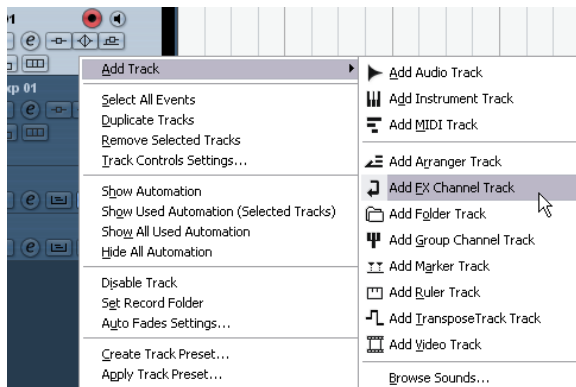 01
Add Track
Select All Events
Duplicate Tracks
Remove Selected Tracks
Track Controls Settings...
Show Automation
Show Used Automation (Selected Tracks)
Show All Used Automation
Hide All Automation
Disable Track
Set Record Folder
Auto Fades Settings...
Create Track Preset...
Apply Track Preset...
Add Audio Track
Add Instrument Track
Add MIDI Track
Add Arranger Track
Add FX Channel Track
Add Folder Track
Add Group Channel Track
Add Marker Track
Add Ruler Track
Add TransposeTrack Track
Add Video Track
Browse Sounds...